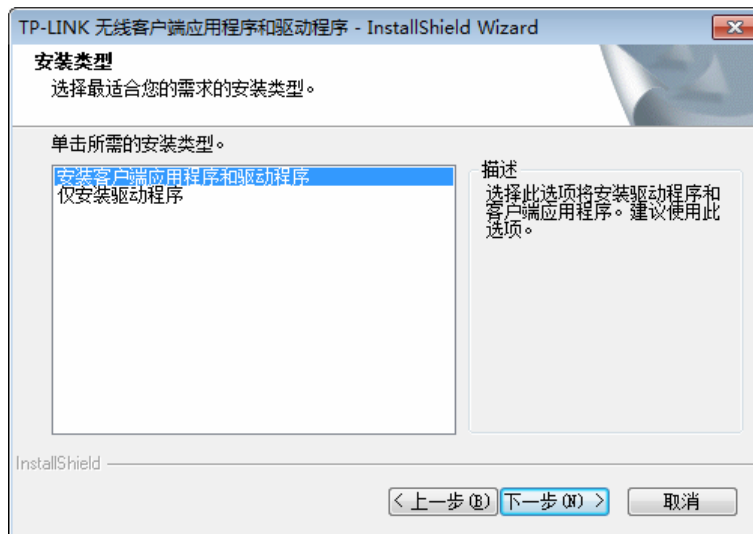 TP-LINK 无线客户端应用程序和驱动程序 - InstallShield Wizard
安装类型
选择最适合您的需求的安装类型。
单击所需的安装类型。
安装客户端应用程序和驱动程序
仅安装驱动程序
描述
选择此选项将安装驱动程序和
客户端应用程序。建议使用此
选项。
InstallShield
< 上一步(B) 下一步(N) > 取消